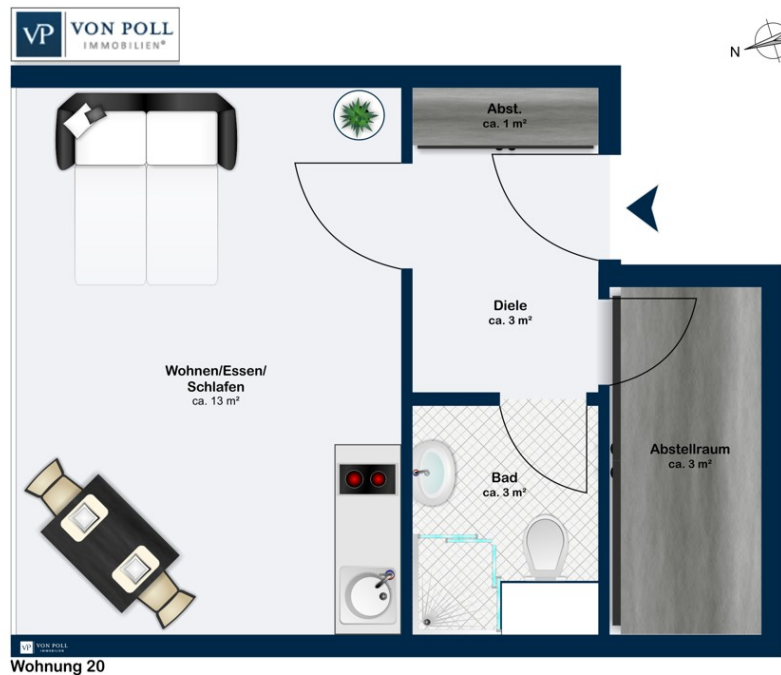 VP VON POLL
IMMOBILIEN®
N
Abst.
ca. 1 m²
Diele
ca. 3 m²
Wohnen/Essen/
Schlafen
ca. 13 m²
Bad
ca. 3 m²
Abstellraum
ca. 3 m²
VP VON POLL
IMMOBILIEN
Wohnung 20